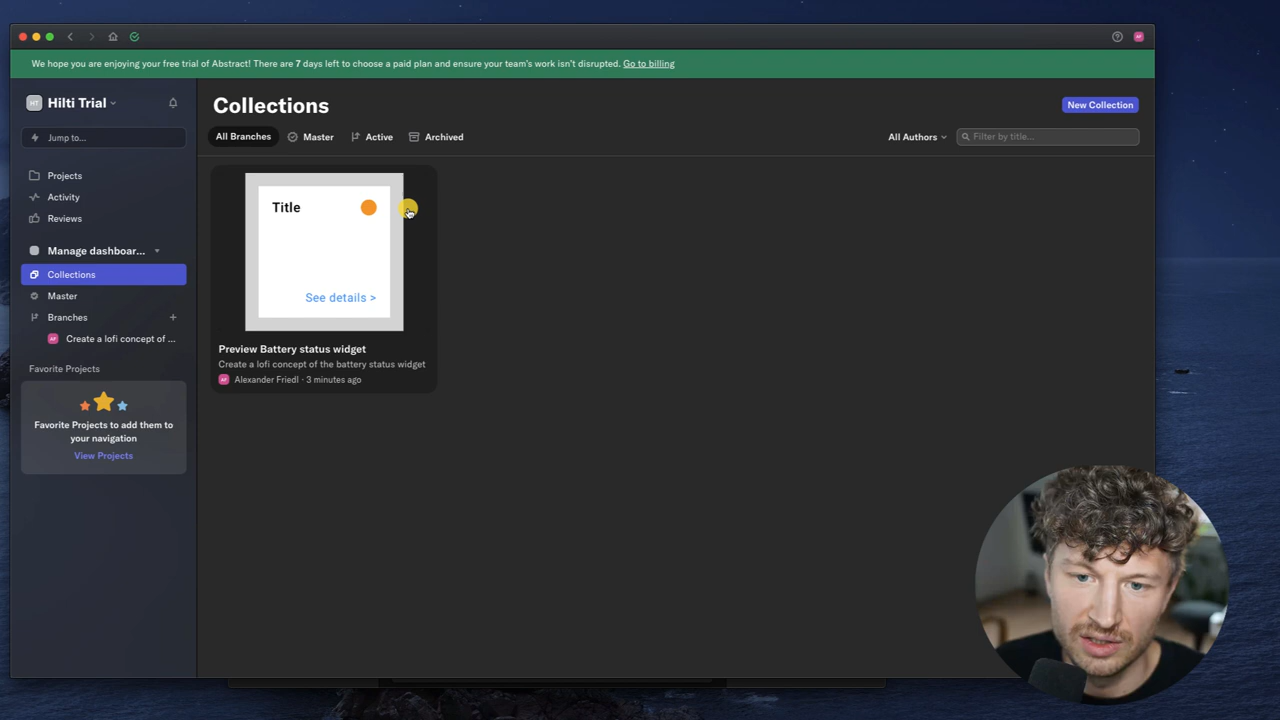 We hope you are enjoying your free trial of Abstract! There are 7 days left to choose a paid plan and ensure your team's work isn't disrupted. Go to billing
HT Hilti Trial
Jump to...
Projects
Activity
Reviews
Manage dashboar...
Collections
Master
Branches
AF Create a lofi concept of ...
Favorite Projects
Favorite Projects to add them to
your navigation
View Projects
Collections
New Collection
All Branches Master Active Archived All Authors Filter by title...
Title
See details >
Preview Battery status widget
Create a lofi concept of the battery status widget
AF Alexander Friedl · 3 minutes ago